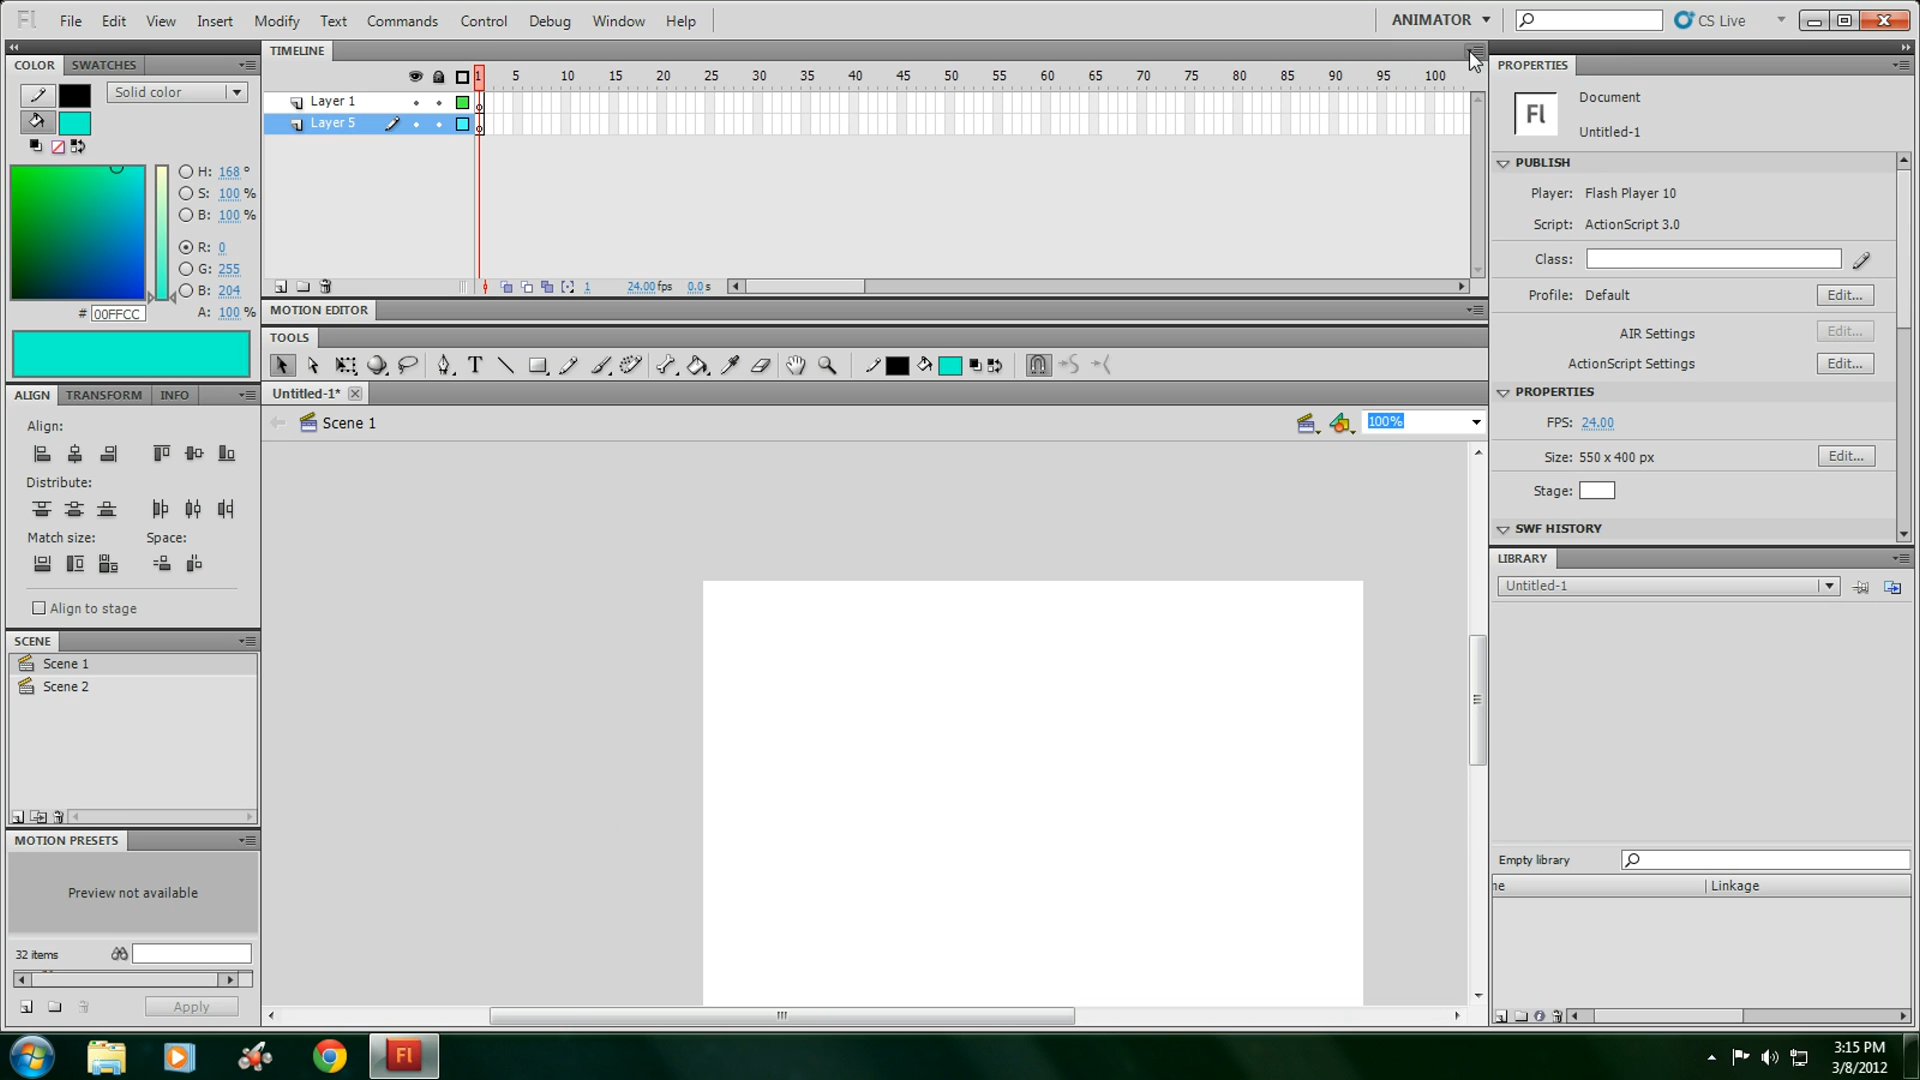 Fl File Edit View Insert Modify Text Commands Control Debug Window Help ANIMATOR CS Live
COLOR SWATCHES
Solid color
H: 168 °
S: 100 %
B: 100 %
R: 0
G: 255
B: 204
# 00FFCC A: 100 %
TIMELINE
1 5 10 15 20 25 30 35 40 45 50 55 60 65 70 75 80 85 90 95 100
Layer 1
Layer 5
1 24.00 fps 0.0 s
MOTION EDITOR
TOOLS
T
Untitled-1*
Scene 1
100%
ALIGN TRANSFORM INFO
Align:
Distribute:
Match size: Space:
Align to stage
SCENE
Scene 1
Scene 2
MOTION PRESETS
Preview not available
32 items
Apply
PROPERTIES
Fl
Document
Untitled-1
PUBLISH
Player: Flash Player 10
Script: ActionScript 3.0
Class:
Profile: Default Edit...
AIR Settings Edit...
ActionScript Settings Edit...
PROPERTIES
FPS: 24.00
Size: 550 x 400 px Edit...
Stage:
SWF HISTORY
LIBRARY
Untitled-1
Empty library
ne Linkage
Fl
3:15 PM
3/8/2012